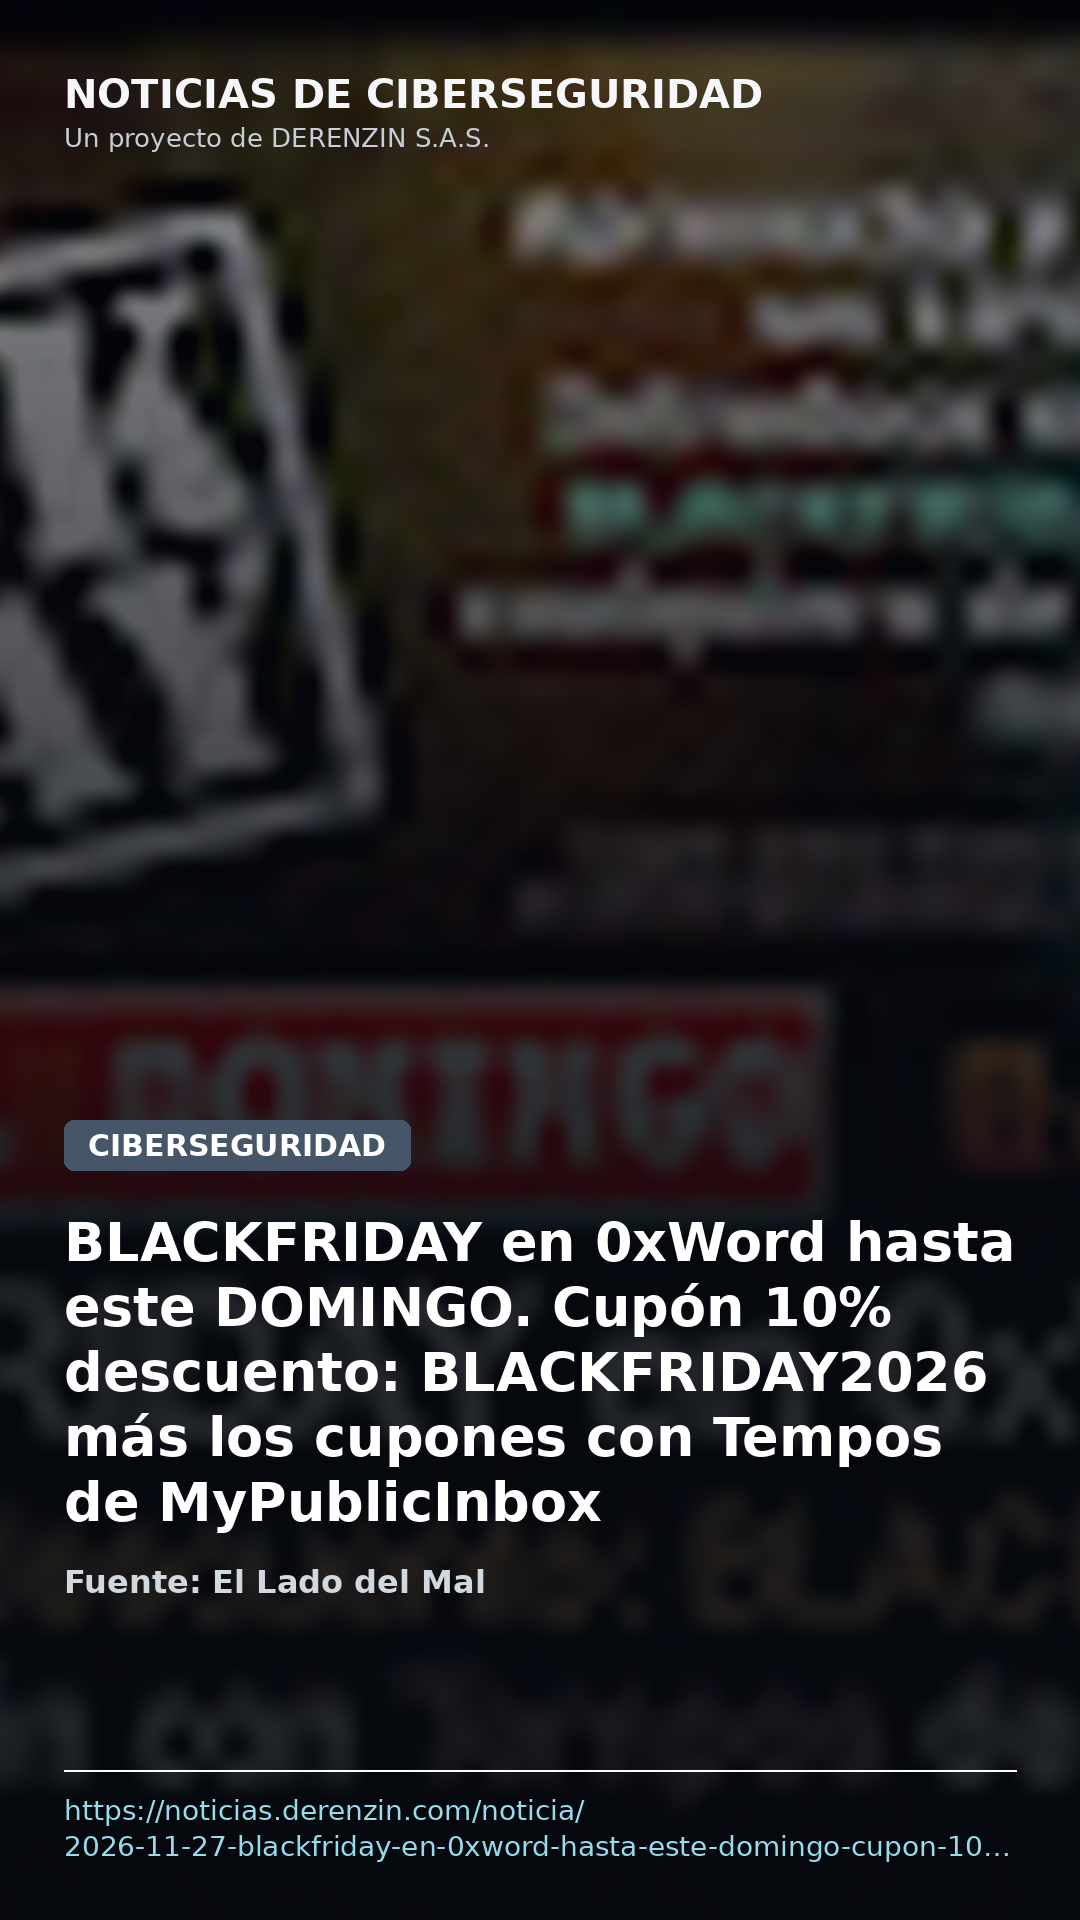 NOTICIAS DE CIBERSEGURIDAD
Un proyecto de DERENZIN S.A.S.
DOMINGO
CIBERSEGURIDAD
BLACKFRIDAY en 0xWord hasta
este DOMINGO. Cupón 10%
descuento: BLACKFRIDAY2026
más los cupones con Tempos
de MyPublicInbox
Fuente: El Lado del Mal
https://noticias.derenzin.com/noticia/
2026-11-27-blackfriday-en-0xword-hasta-este-domingo-cupon-10…